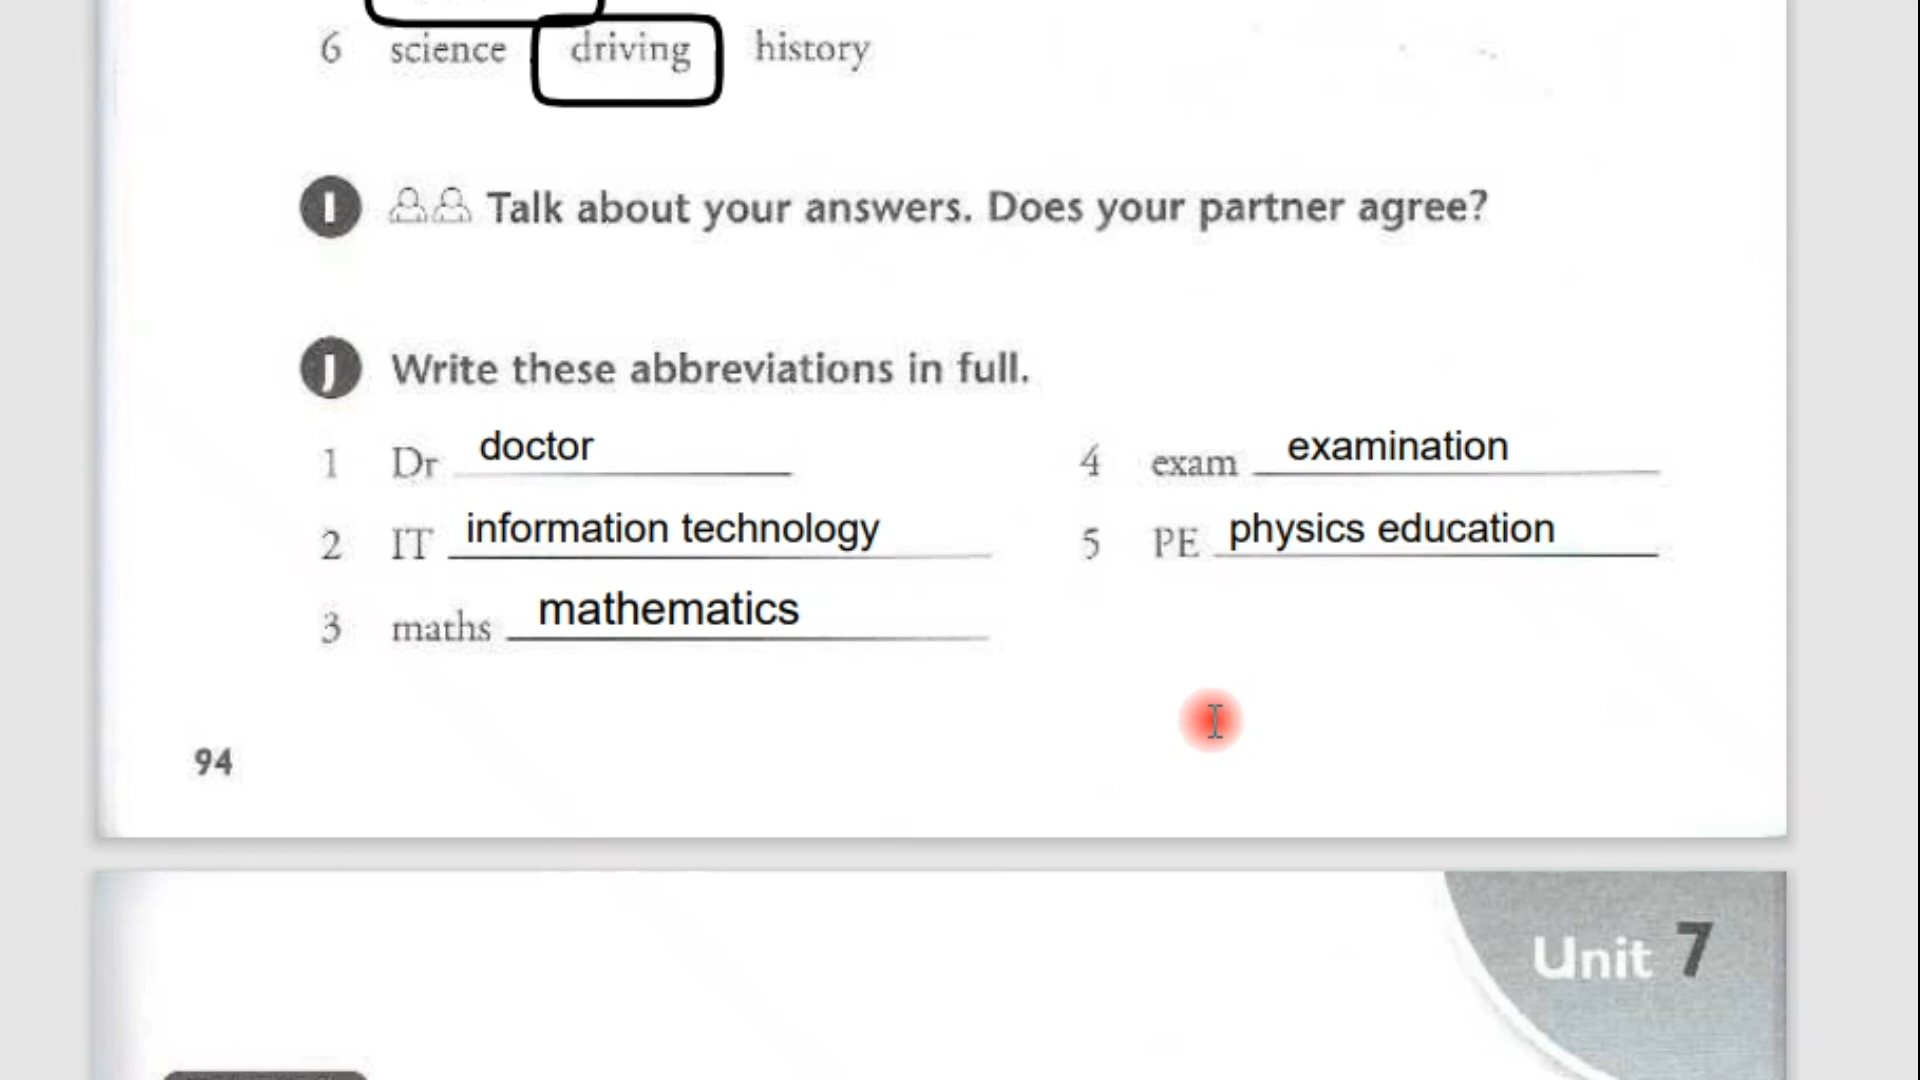 6 science driving history
I Talk about your answers. Does your partner agree?
J Write these abbreviations in full.
1 Dr doctor
2 IT information technology
3 maths mathematics
4 exam examination
5 PE physics education
94
Unit 7